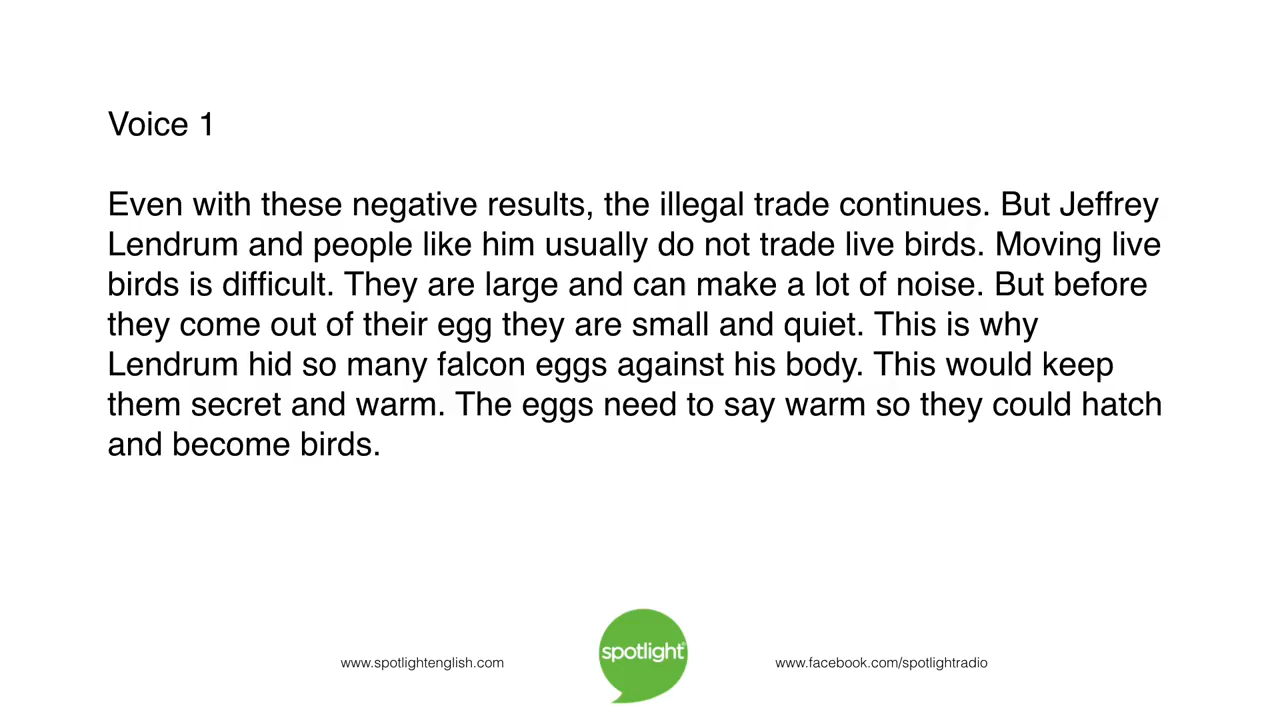 Voice 1
Even with these negative results, the illegal trade continues. But Jeffrey
Lendrum and people like him usually do not trade live birds. Moving live
birds is difficult. They are large and can make a lot of noise. But before
they come out of their egg they are small and quiet. This is why
Lendrum hid so many falcon eggs against his body. This would keep
them secret and warm. The eggs need to say warm so they could hatch
and become birds.
www.spotlightenglish.com
spotlight®
www.facebook.com/spotlightradio